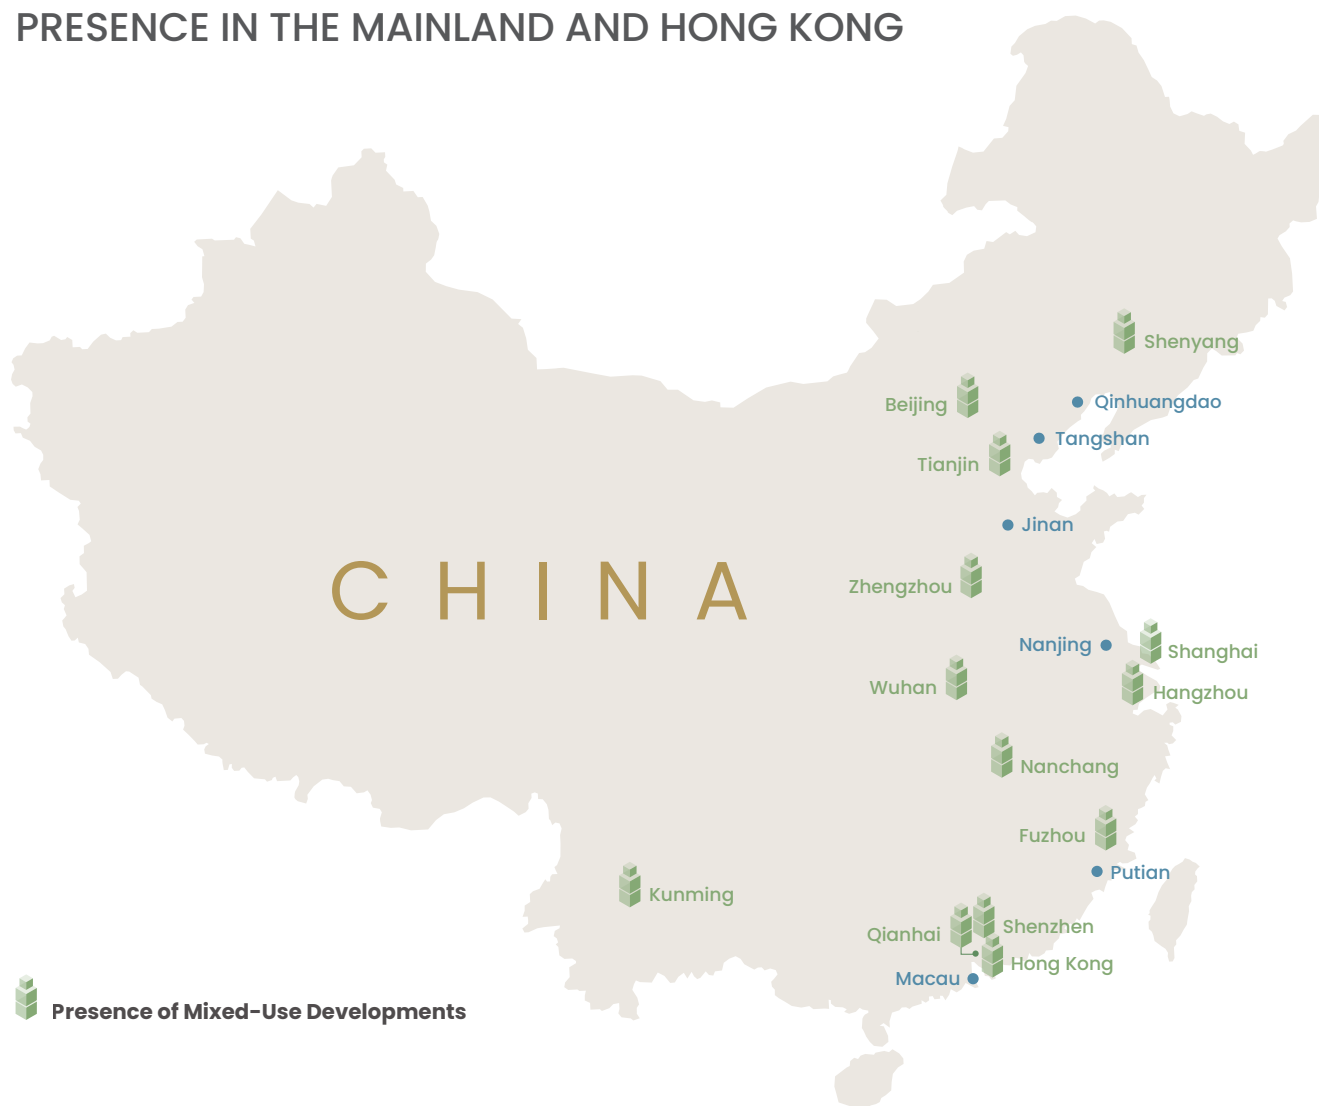 PRESENCE IN THE MAINLAND AND HONG KONG
Shenyang
Beijing
Qinhuangdao
Tangshan
Tianjin
Jinan
CHINA
Zhengzhou
Nanjing
Shanghai
Wuhan
Hangzhou
Nanchang
Fuzhou
Putian
Kunming
Shenzhen
Qianhai
Hong Kong
Macau
Presence of Mixed-Use Developments